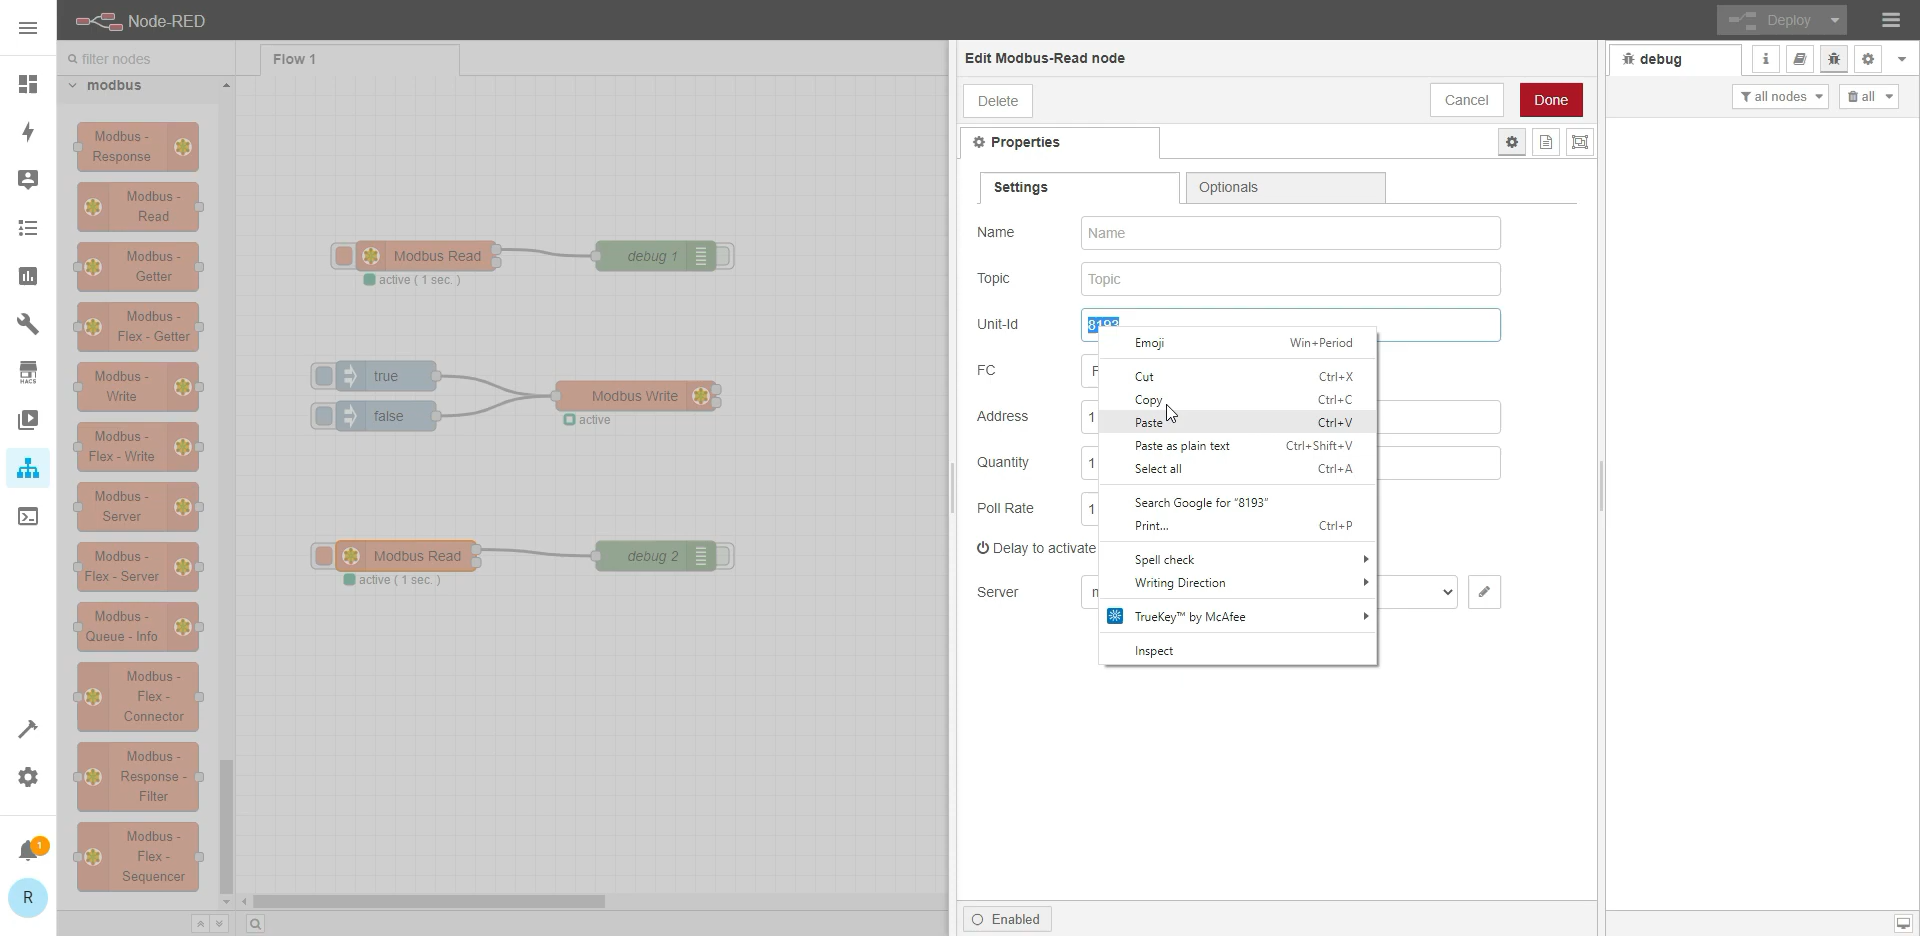 Node-RED
Deploy
filter nodes
modbus
Modbus -
Response
Modbus -
Read
Modbus -
Getter
Modbus -
Flex - Getter
Modbus -
Write
Modbus -
Flex - Write
Modbus -
Server
Modbus -
Flex - Server
Modbus -
Queue - Info
Modbus -
Flex -
Connector
Modbus -
Flex -
Response -
Filter
Modbus -
Flex -
Sequencer
HACS
1
R
Flow 1
Modbus Read
active ( 1 sec. )
debug 1
true
false
Modbus Write
active
Modbus Read
active ( 1 sec. )
debug 2
Edit Modbus-Read node
Delete
Cancel
Done
Properties
Settings
Optionals
Name
Name
Topic
Topic
Unit-Id
8193
FC
F
Address
1
Quantity
1
Poll Rate
1
Delay to activate
Server
Emoji Win+Period
Cut Ctrl+X
Copy Ctrl+C
Paste Ctrl+V
Paste as plain text Ctrl+Shift+V
Select all Ctrl+A
Search Google for "8193"
Print... Ctrl+P
Spell check
Writing Direction
TrueKey™ by McAfee
Inspect
Enabled
debug
i
all nodes
all